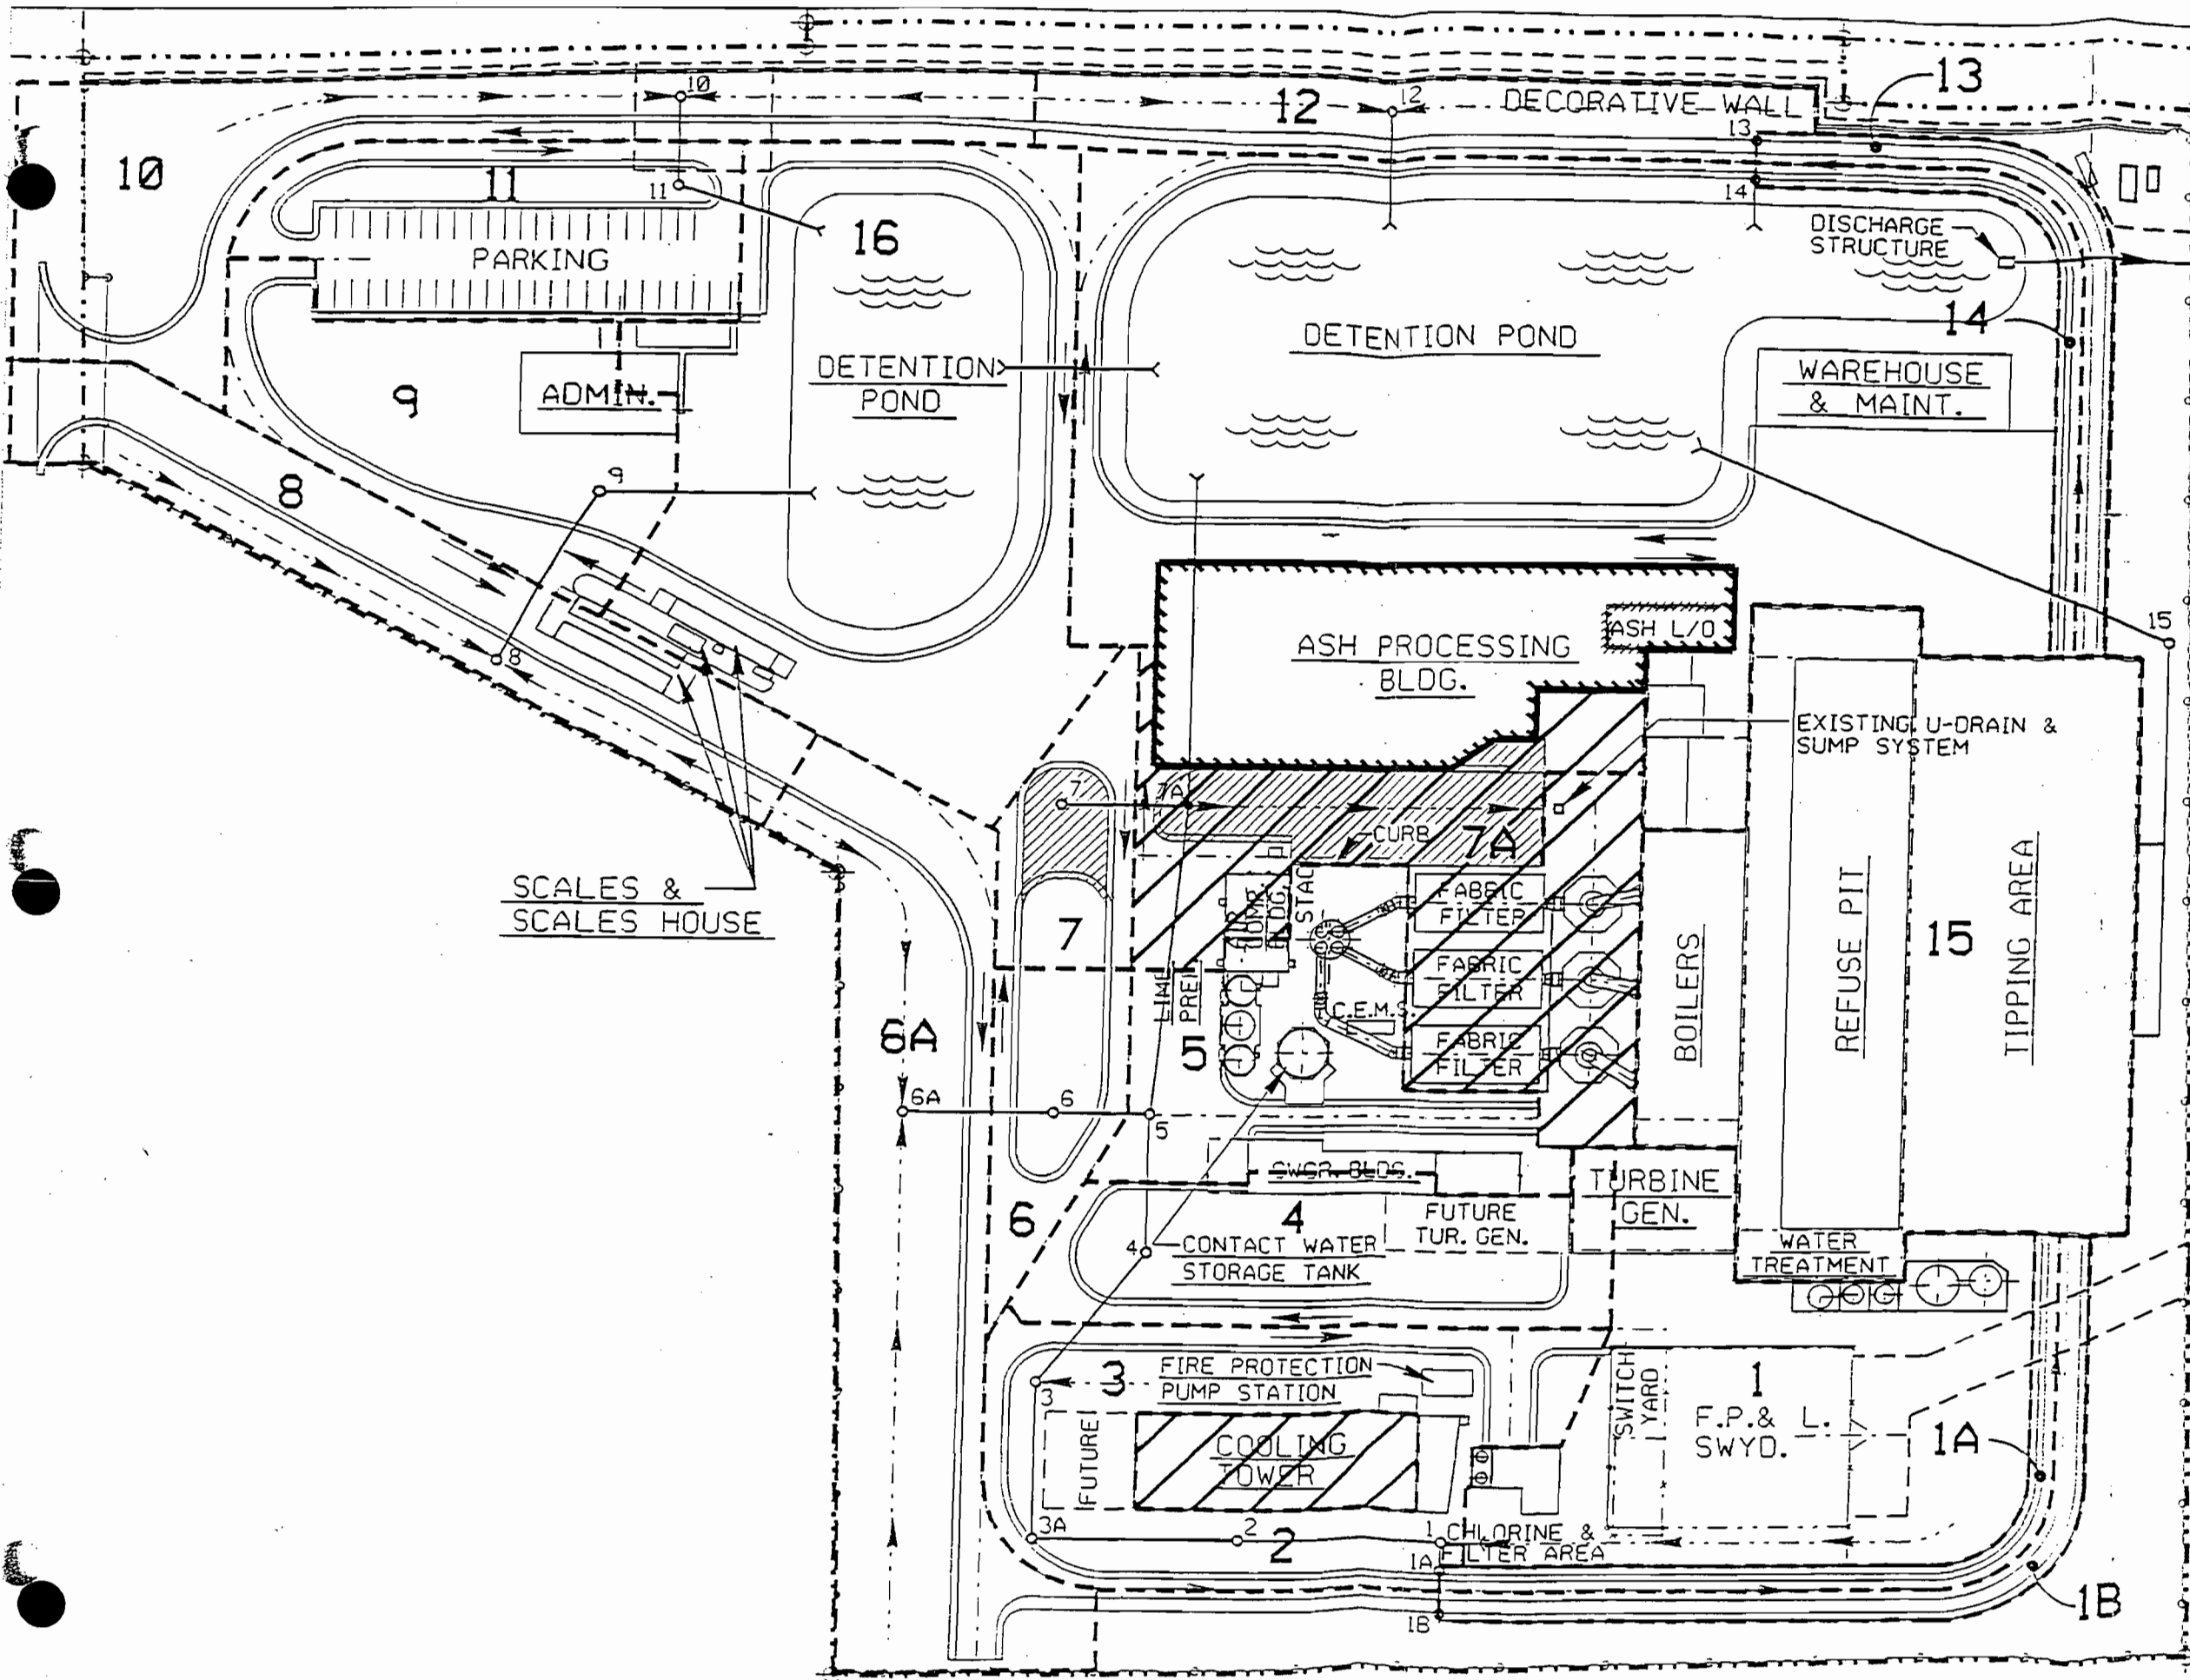 13
10
12
12
DECORATIVE WALL
13
10
11
11
14
16
DISCHARGE
STRUCTURE
PARKING
14
DETENTION POND
DETENTION
POND
WAREHOUSE
& MAINT.
ADMIN.
9
8
9
15
ASH L/O
ASH PROCESSING
BLDG.
8
EXISTING U-DRAIN &
SUMP SYSTEM
7
7A
CURB
7A
SCALES &
SCALES HOUSE
FABRIC
FILTER
7
REFUSE PIT
15
TIPPING AREA
BOILERS
FABRIC
FILTER
C.E.M.S.
6A
5
FABRIC
FILTER
6A
6
5
SWGR. BLDG.
TURBINE
GEN.
6
4
FUTURE
TUR. GEN.
4
CONTACT WATER
STORAGE TANK
WATER
TREATMENT
3
FIRE PROTECTION
PUMP STATION
3
SWITCH
YARD
1
F.P.& L.
SWYD.
1A
FUTURE
COOLING
TOWER
3A
2
2
1
CHLORINE &
FILTER AREA
1A
1B
1B